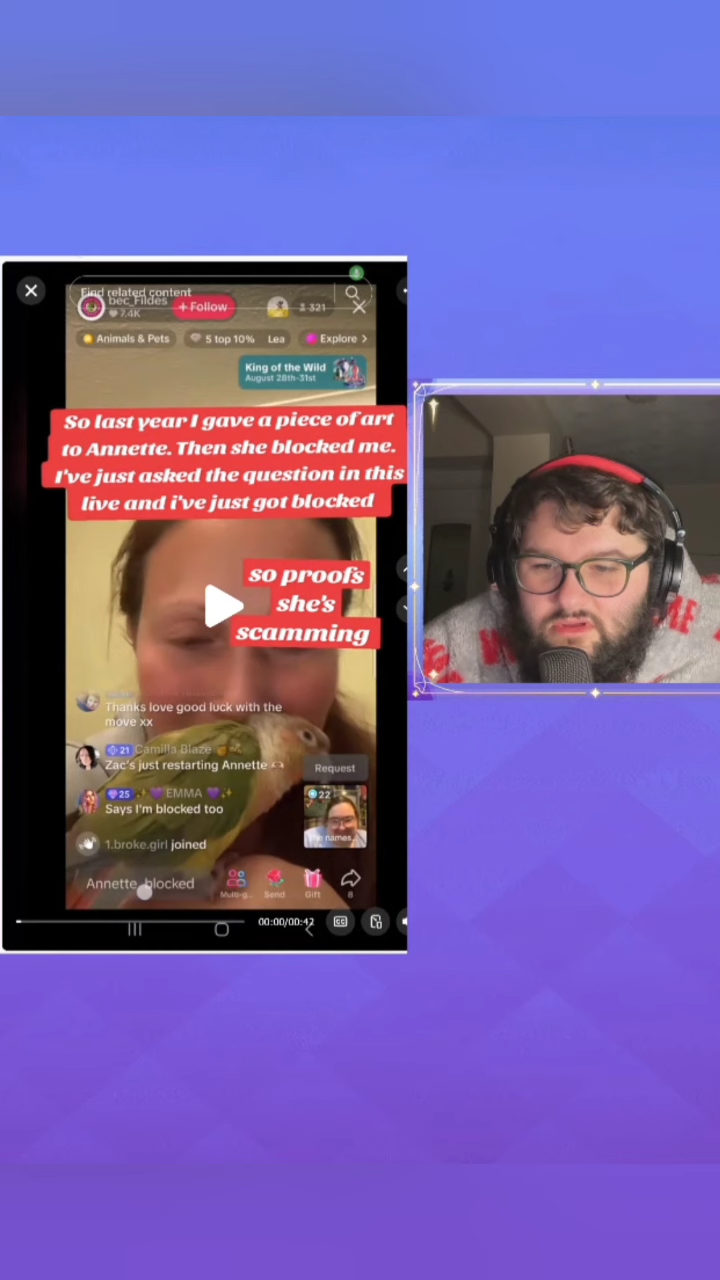 Find related content
bec_Fildes
7.4K
+ Follow
321
Animals & Pets
5 top 10%
Lea
Explore >
King of the Wild
August 28th-31st
So last year I gave a piece of art
to Annette. Then she blocked me.
I've just asked the question in this
live and i've just got blocked
so proofs
she's
scamming
Thanks love good luck with the
move xx
21 Camilla Blaze
Zac's just restarting Annette
Request
25 EMMA
Says I'm blocked too
22
names..
1.broke.girl joined
Annette blocked
Multi-g...
Send
Gift
8
00:00/00:42
CC